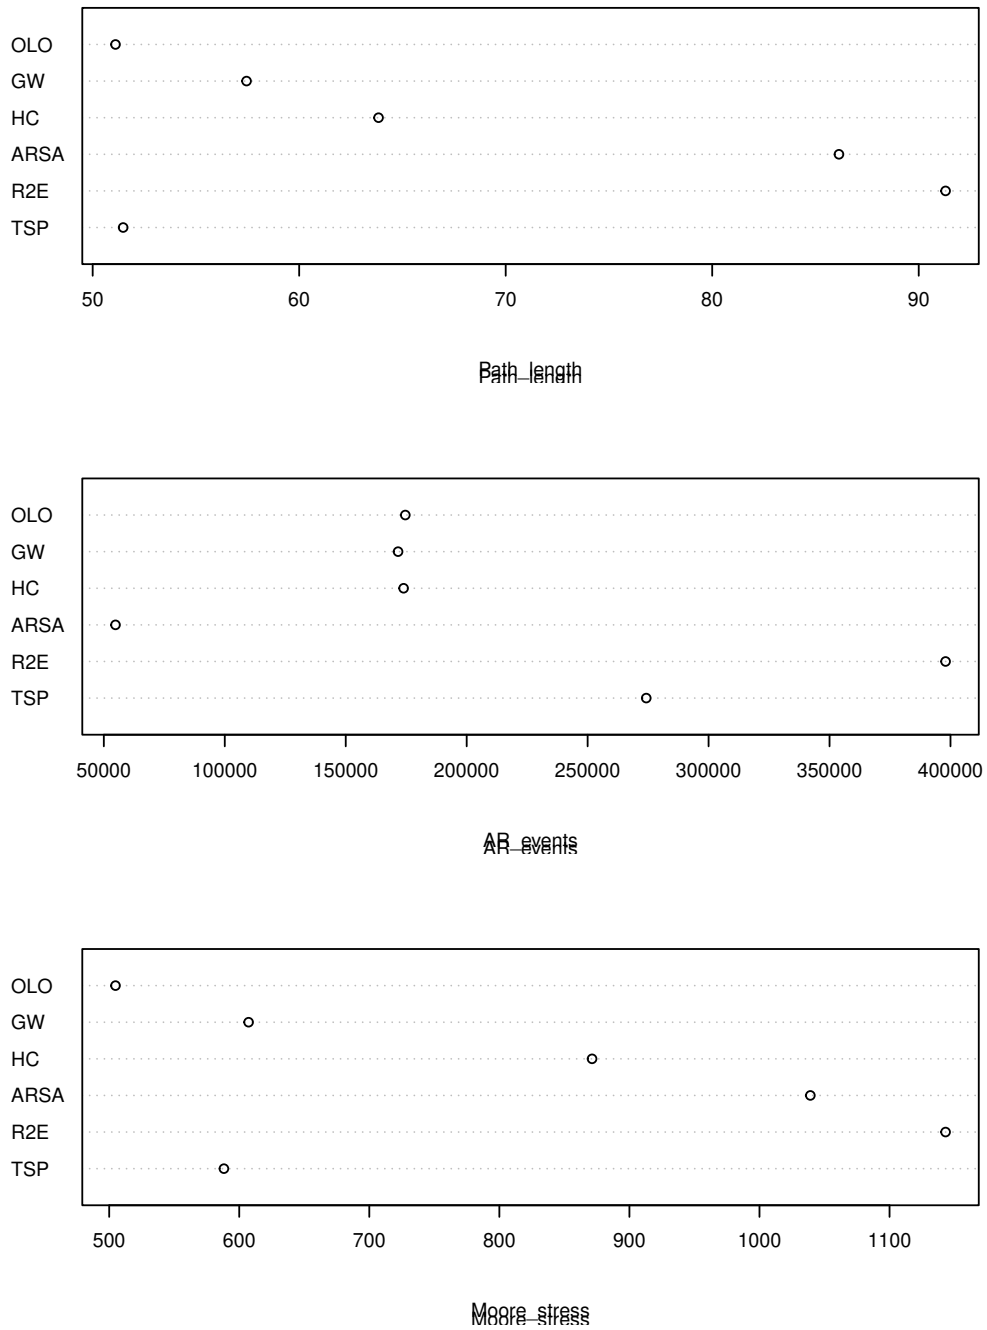 OLO
GW
HC
ARSA
R2E
TSP
50 60 70 80 90
Path_length
OLO
GW
HC
ARSA
R2E
TSP
50000 100000 150000 200000 250000 300000 350000 400000
AR_events
OLO
GW
HC
ARSA
R2E
TSP
500 600 700 800 900 1000 1100
Moore_stress